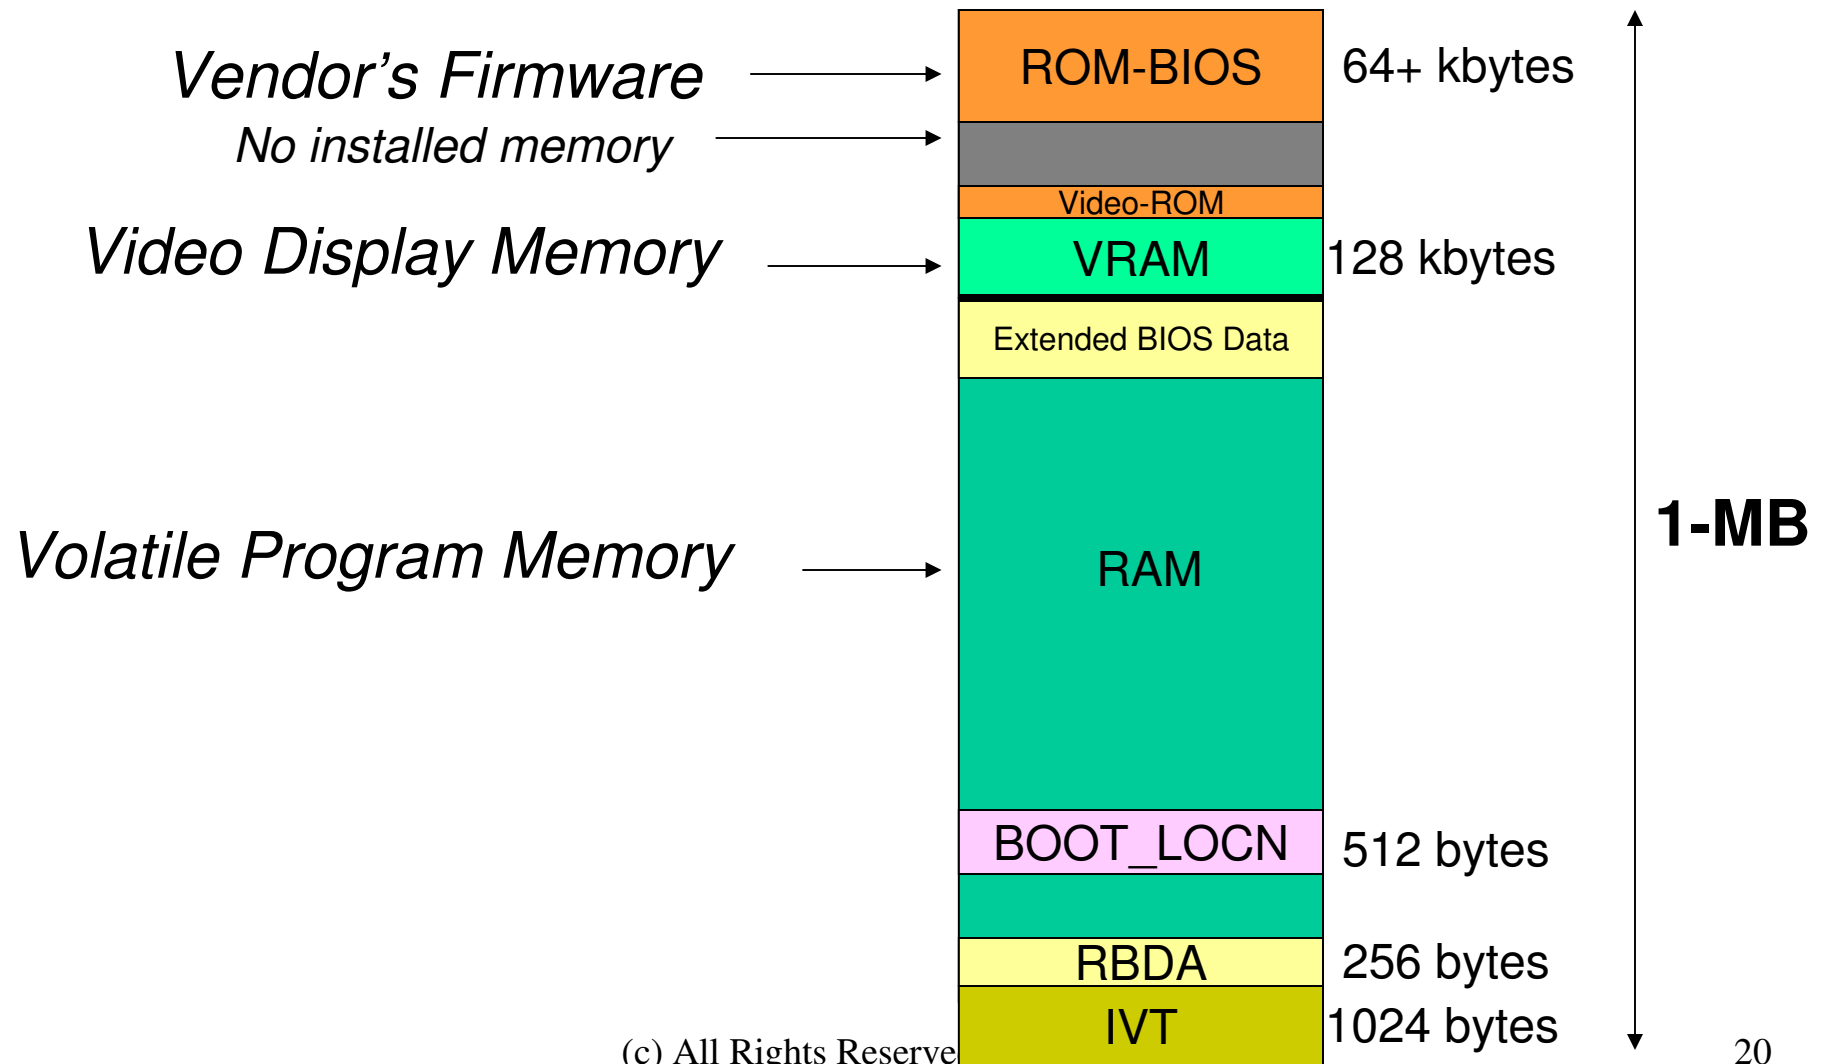 Vendor's Firmware
ROM-BIOS
64+ kbytes
No installed memory
Video-ROM
Video Display Memory
VRAM
128 kbytes
Extended BIOS Data
1-MB
Volatile Program Memory
RAM
BOOT_LOCN
512 bytes
RBDA
256 bytes
IVT
1024 bytes
(c) All Rights Reserve
20